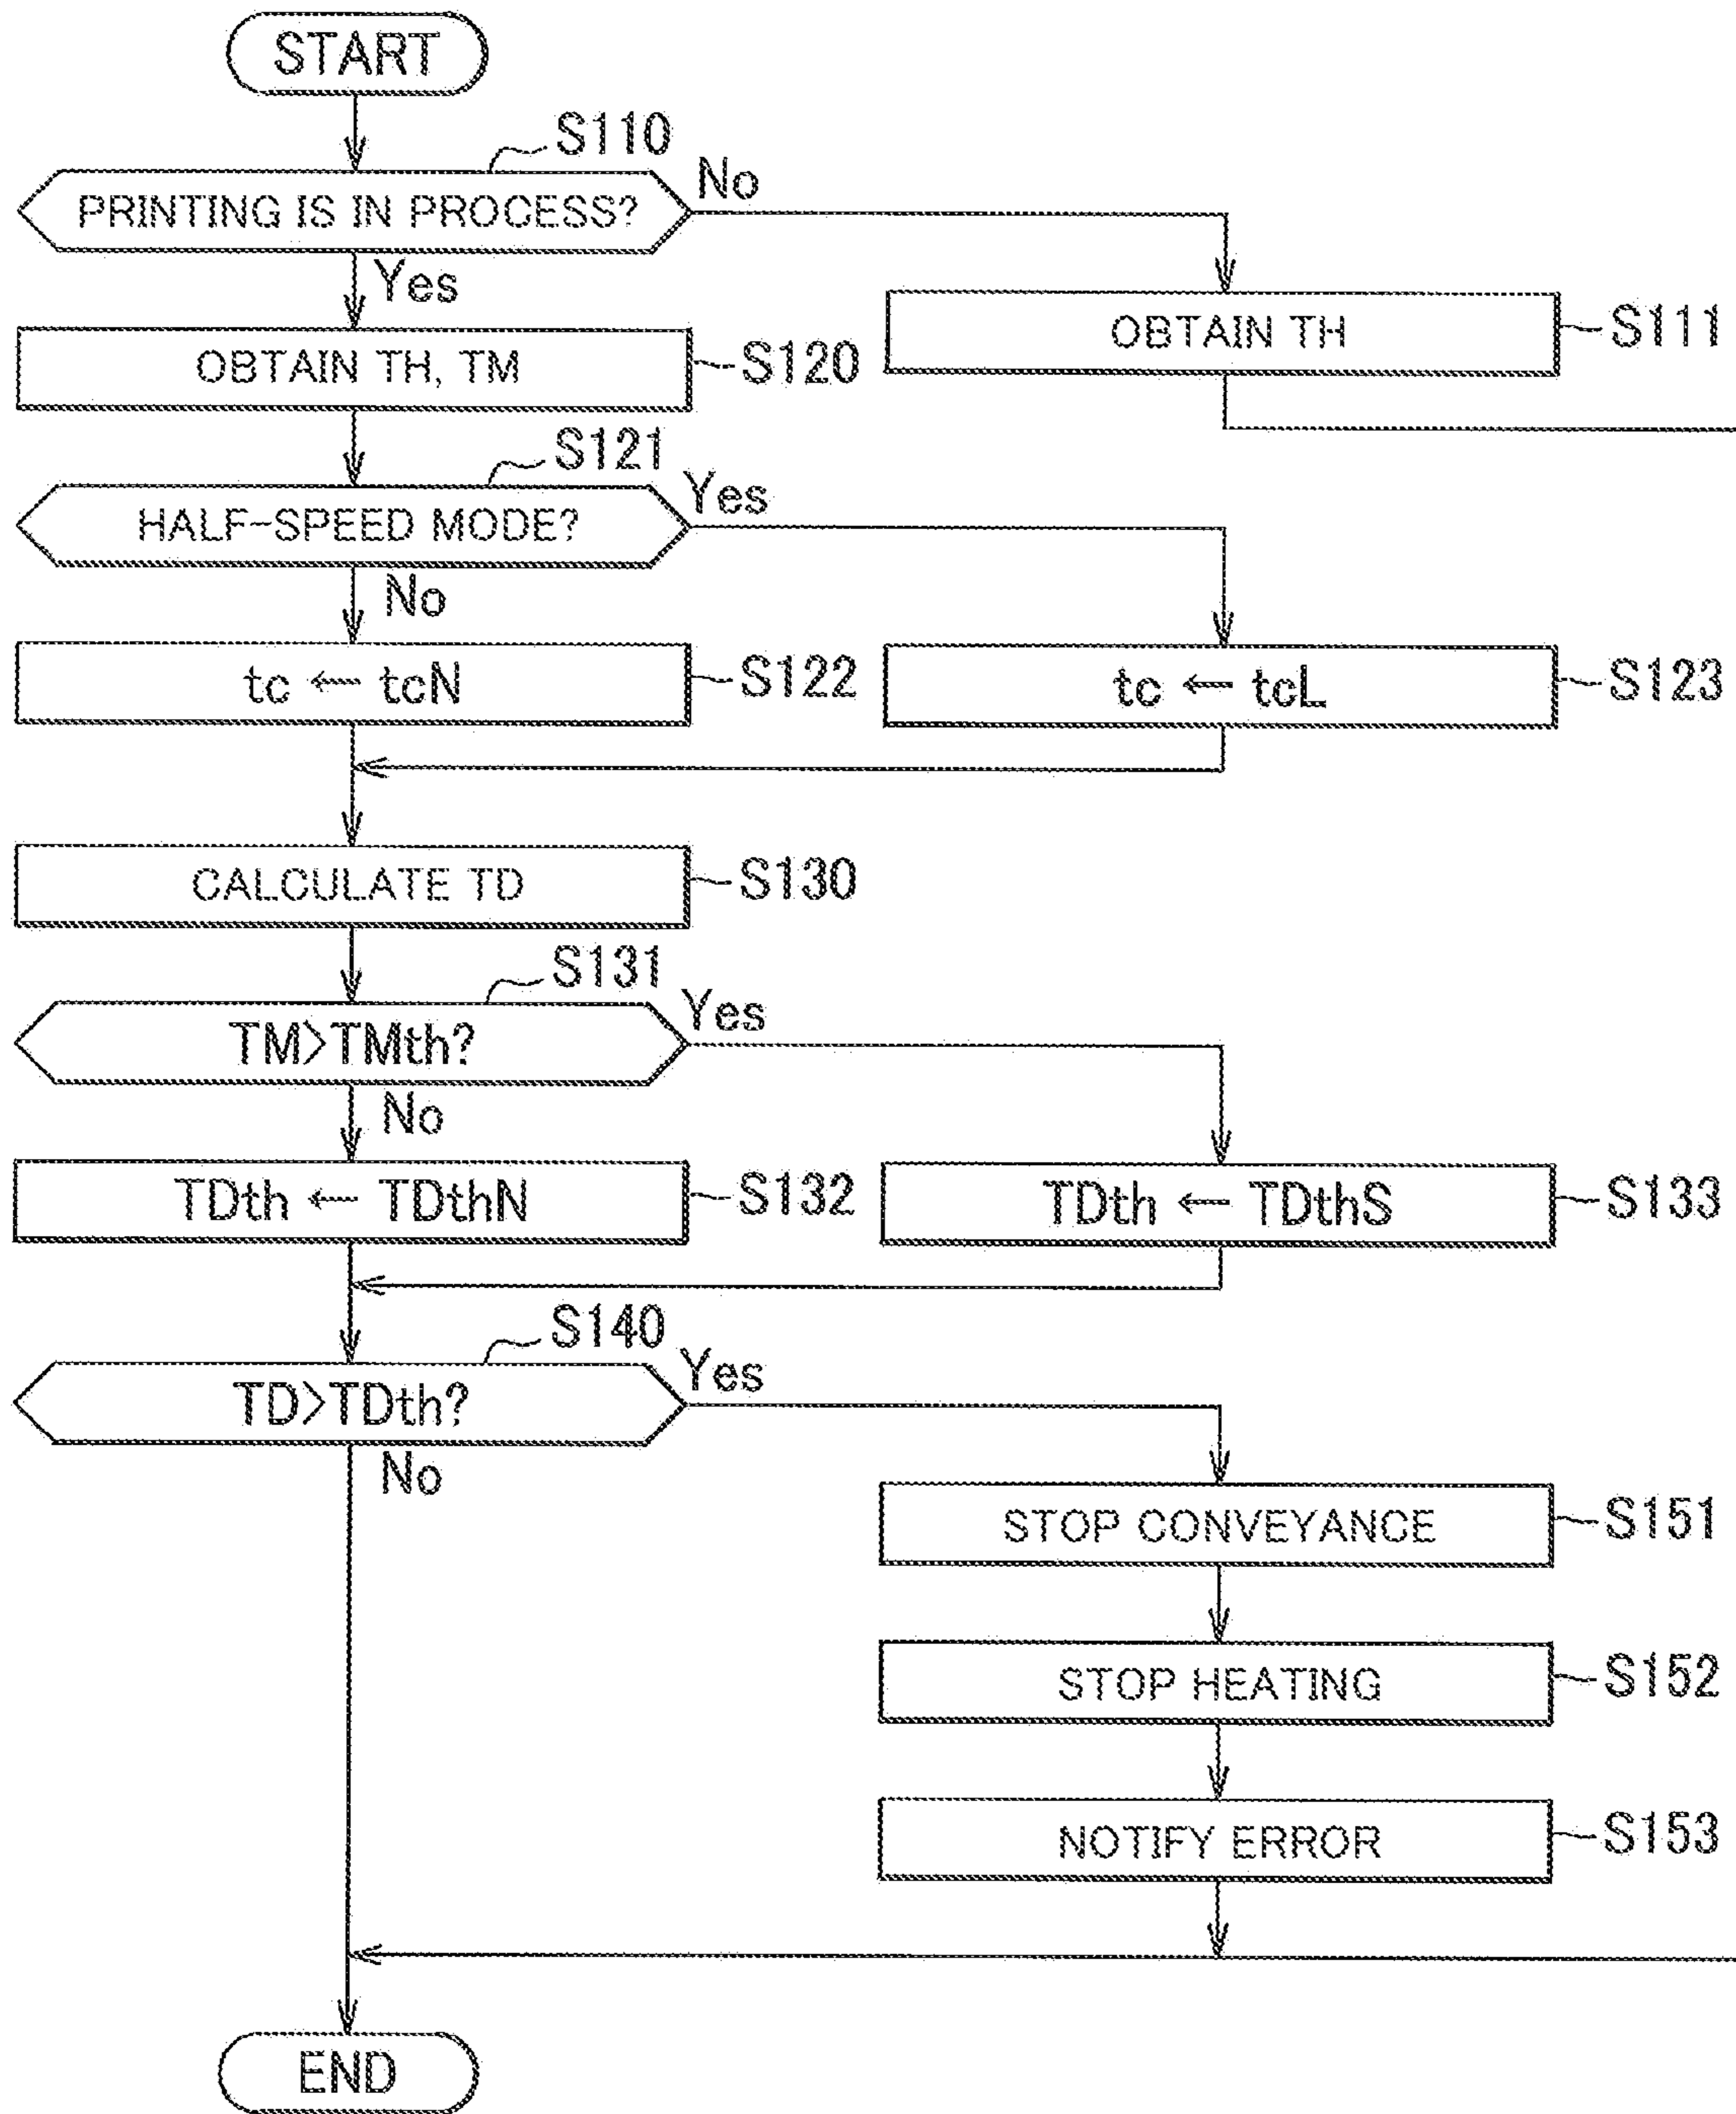 START
S110
PRINTING IS IN PROCESS?
No
Yes
OBTAIN TH
S111
OBTAIN TH, TM
S120
S121
HALF-SPEED MODE?
Yes
No
tc ← tcN
S122
tc ← tcL
S123
CALCULATE TD
S130
S131
TM>TMth?
Yes
No
TDth ← TDthN
S132
TDth ← TDthS
S133
S140
TD>TDth?
Yes
No
STOP CONVEYANCE
S151
STOP HEATING
S152
NOTIFY ERROR
S153
END